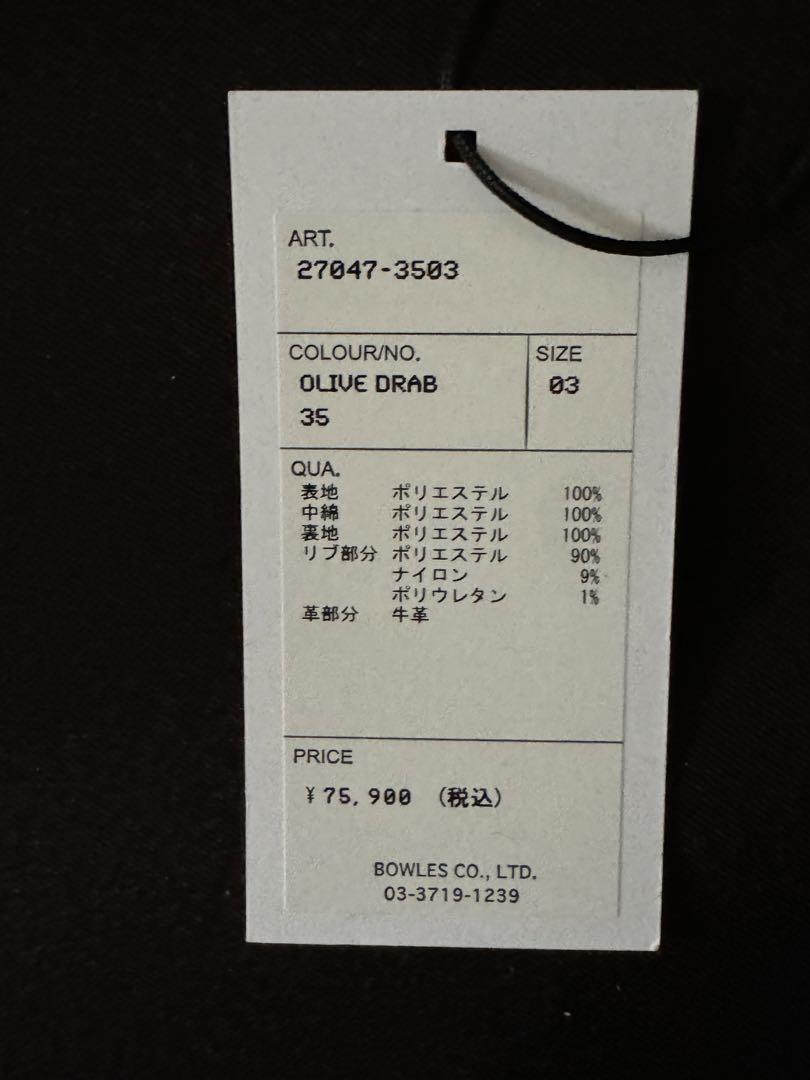 ART.
27047-3503
COLOUR/NO.
OLIVE DRAB
35
SIZE
03
QUA.
表地 ポリエステル 100%
中綿 ポリエステル 100%
裏地 ポリエステル 100%
リブ部分 ポリエステル 90%
ナイロン 9%
ポリウレタン 1%
革部分 牛革
PRICE
¥75,900 (税込)
BOWLES CO., LTD.
03-3719-1239